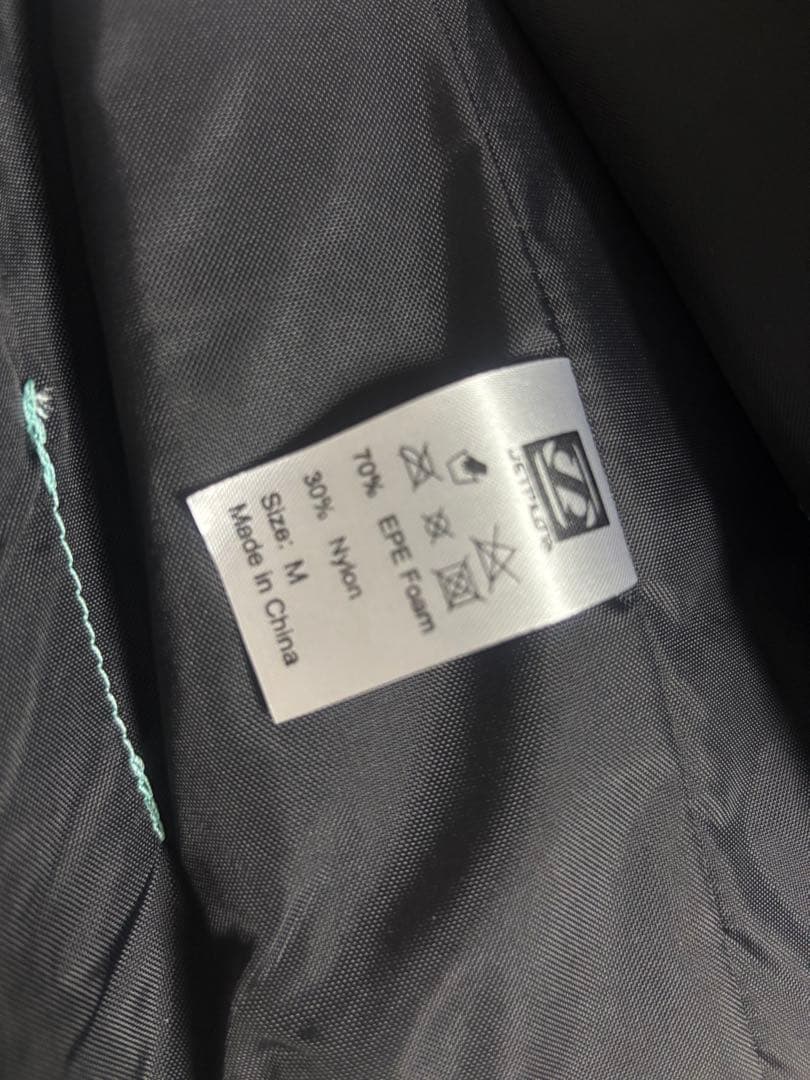 JETPILOT
70% EPE Foam
30% Nylon
Size: M
Made in China